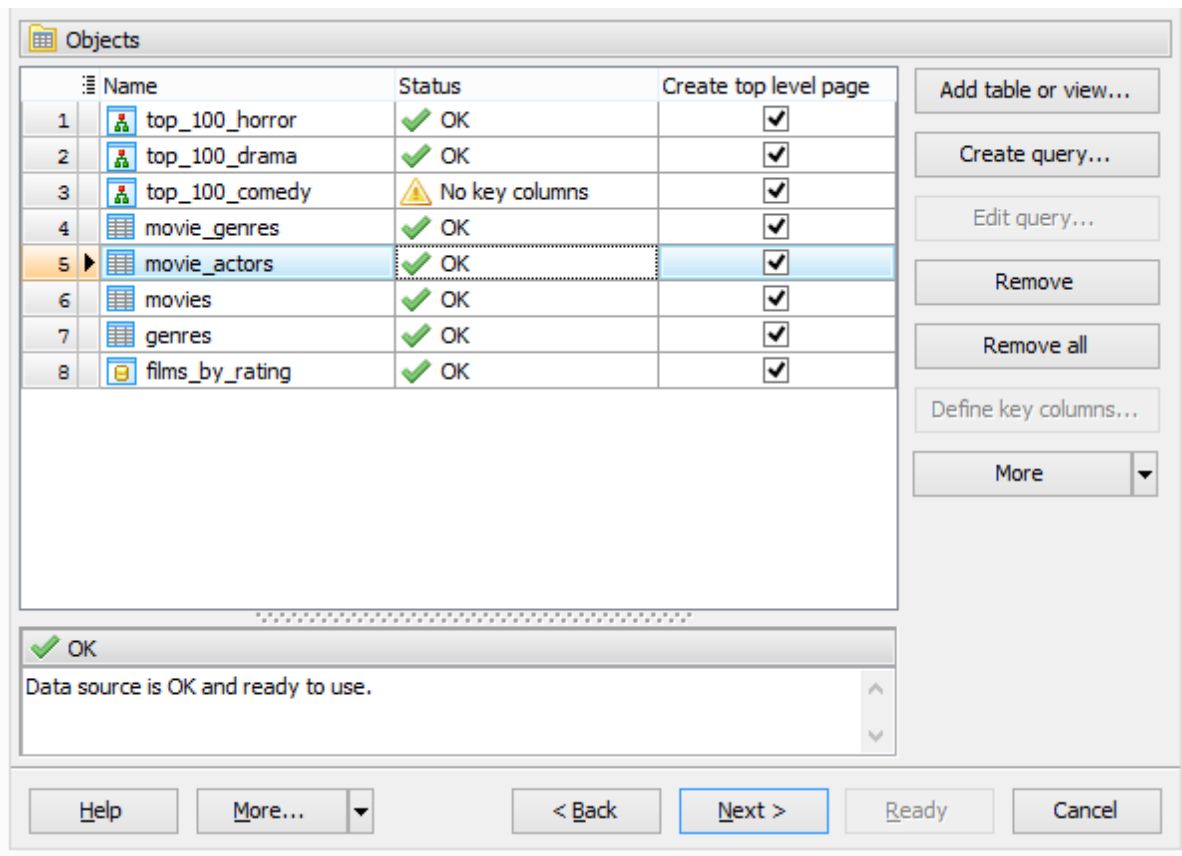 Objects
Name Status Create top level page
1 top_100_horror OK
2 top_100_drama OK
3 top_100_comedy No key columns
4 movie_genres OK
5 movie_actors OK
6 movies OK
7 genres OK
8 films_by_rating OK
Add table or view...
Create query...
Edit query...
Remove
Remove all
Define key columns...
More
OK
Data source is OK and ready to use.
Help More... < Back Next > Ready Cancel